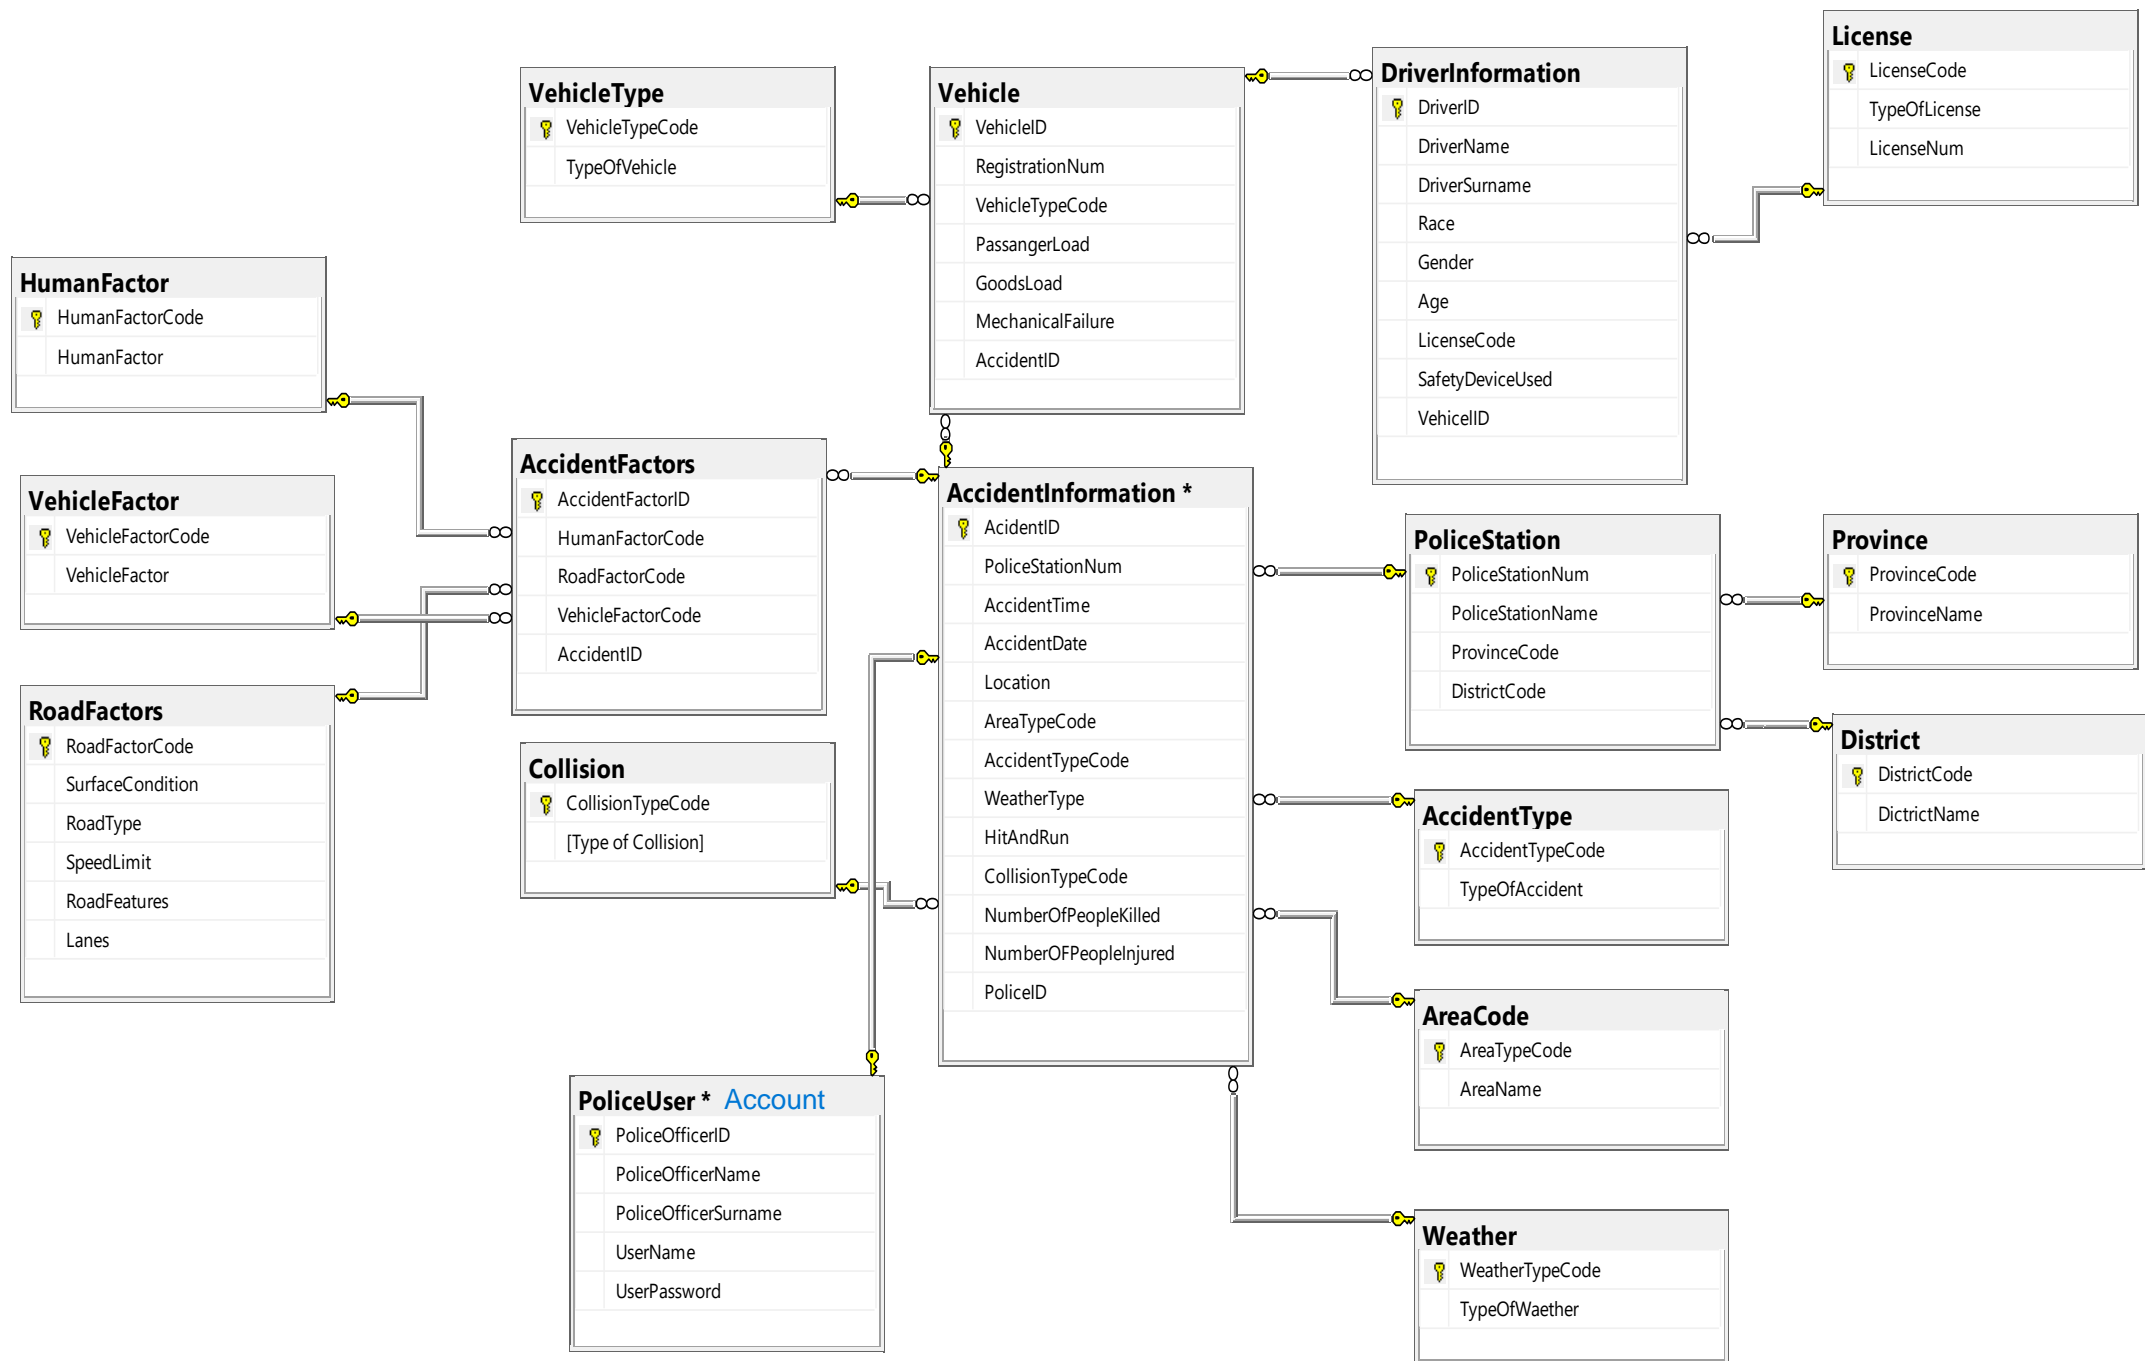 License
LicenseCode
TypeOfLicense
LicenseNum
DriverInformation
DriverID
DriverName
DriverSurname
Race
Gender
Age
LicenseCode
SafetyDeviceUsed
VehicelID
Vehicle
VehicleID
RegistrationNum
VehicleTypeCode
PassangerLoad
GoodsLoad
MechanicalFailure
AccidentID
VehicleType
VehicleTypeCode
TypeOfVehicle
HumanFactor
HumanFactorCode
HumanFactor
AccidentFactors
AccidentFactorID
HumanFactorCode
RoadFactorCode
VehicleFactorCode
AccidentID
VehicleFactor
VehicleFactorCode
VehicleFactor
RoadFactors
RoadFactorCode
SurfaceCondition
RoadType
SpeedLimit
RoadFeatures
Lanes
Collision
CollisionTypeCode
[Type of Collision]
AccidentInformation *
AcidentID
PoliceStationNum
AccidentTime
AccidentDate
Location
AreaTypeCode
AccidentTypeCode
WeatherType
HitAndRun
CollisionTypeCode
NumberOfPeopleKilled
NumberOFPeopleInjured
PoliceID
PoliceStation
PoliceStationNum
PoliceStationName
ProvinceCode
DistrictCode
Province
ProvinceCode
ProvinceName
District
DistrictCode
DictrictName
AccidentType
AccidentTypeCode
TypeOfAccident
AreaCode
AreaTypeCode
AreaName
Weather
WeatherTypeCode
TypeOfWaether
PoliceUser * Account
PoliceOfficerID
PoliceOfficerName
PoliceOfficerSurname
UserName
UserPassword